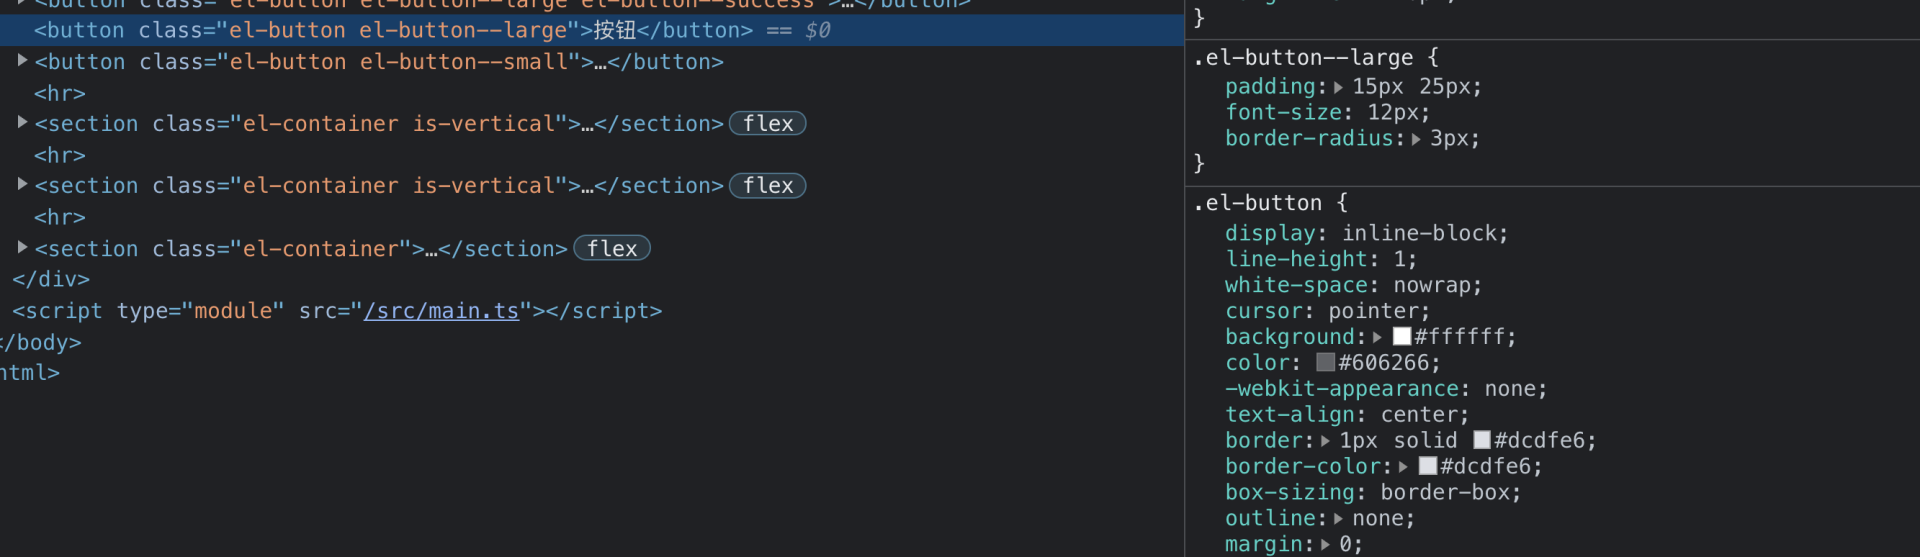 <button class="el-button el-button--large el-button--success">…</button>
<button class="el-button el-button--large">按钮</button> == $0
<button class="el-button el-button--small">…</button>
<hr>
<section class="el-container is-vertical">…</section> flex
<hr>
<section class="el-container is-vertical">…</section> flex
<hr>
<section class="el-container">…</section> flex
</div>
<script type="module" src="/src/main.ts"></script>
</body>
html>
}
.el-button--large {
padding: 15px 25px;
font-size: 12px;
border-radius: 3px;
}
.el-button {
display: inline-block;
line-height: 1;
white-space: nowrap;
cursor: pointer;
background: #ffffff;
color: #606266;
-webkit-appearance: none;
text-align: center;
border: 1px solid #dcdfe6;
border-color: #dcdfe6;
box-sizing: border-box;
outline: none;
margin: 0;